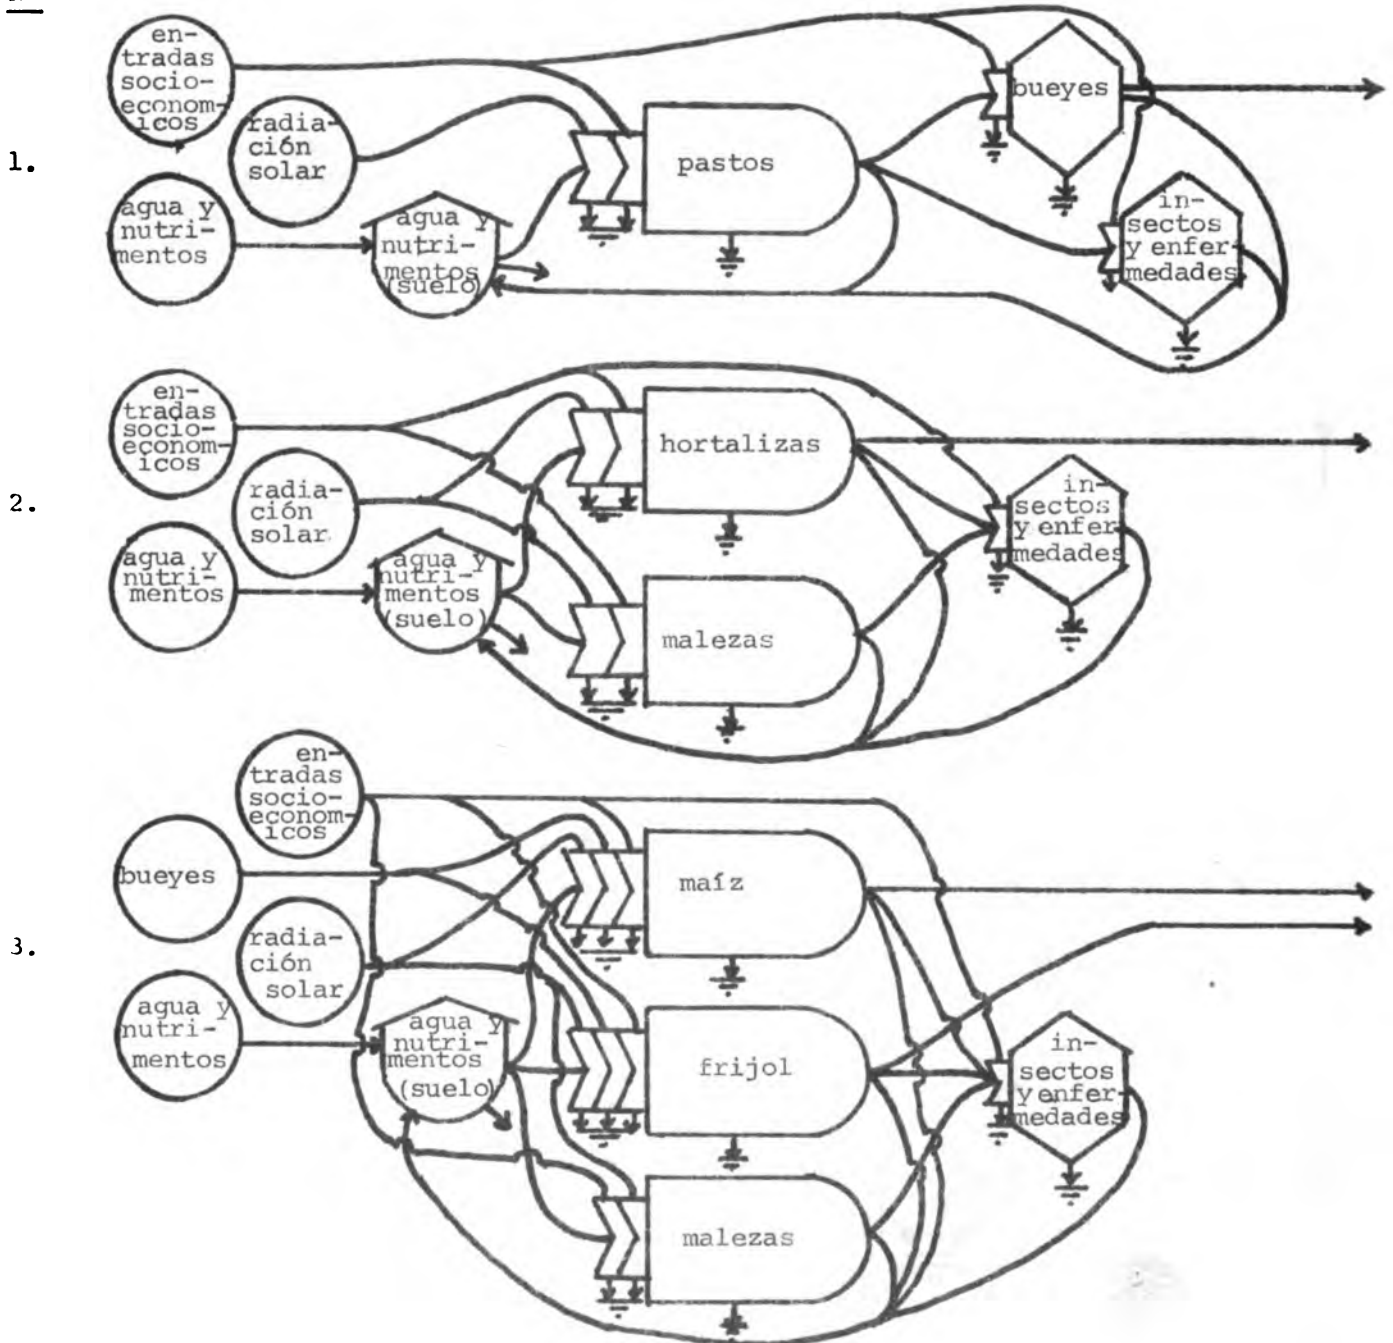 1.
en-
tradas
socio-
econom-
icos
radia-
ción
solar
agua y
nutri-
mentos
agua y
nutri-
mentos
(suelo)
pastos
bueyes
in-
sectos
y enfer-
medades
2.
en-
tradas
socio-
econom-
icos
radia-
ción
solar
agua y
nutri-
mentos
agua y
nutri-
mentos
(suelo)
hortalizas
malezas
in-
sectos
y enfer-
medades
3.
en-
tradas
socio-
econom-
icos
bueyes
radia-
ción
solar
agua y
nutri-
mentos
agua y
nutri-
mentos
(suelo)
maíz
frijol
malezas
in-
sectos
y enfer-
medades